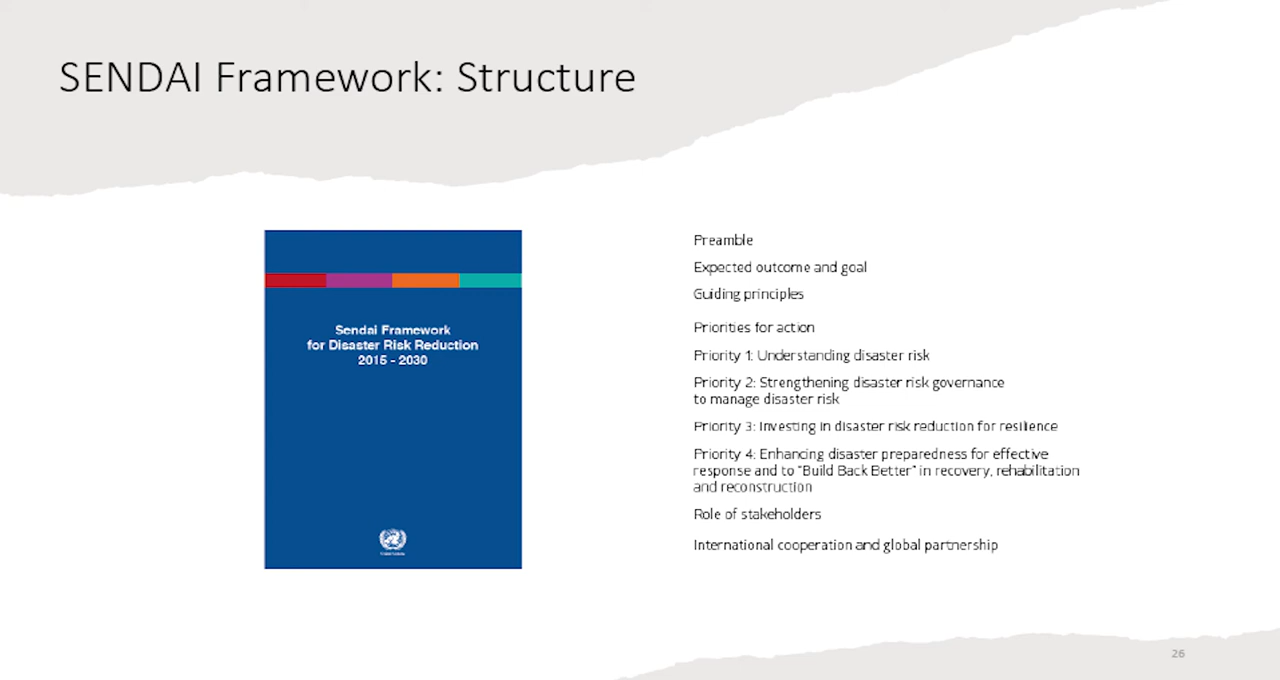 SENDAI Framework: Structure
Sendai Framework
for Disaster Risk Reduction
2015 - 2030
United Nations
Preamble
Expected outcome and goal
Guiding principles
Priorities for action
Priority 1: Understanding disaster risk
Priority 2: Strengthening disaster risk governance
to manage disaster risk
Priority 3: Investing in disaster risk reduction for resilience
Priority 4: Enhancing disaster preparedness for effective
response and to "Build Back Better" in recovery, rehabilitation
and reconstruction
Role of stakeholders
International cooperation and global partnership
26